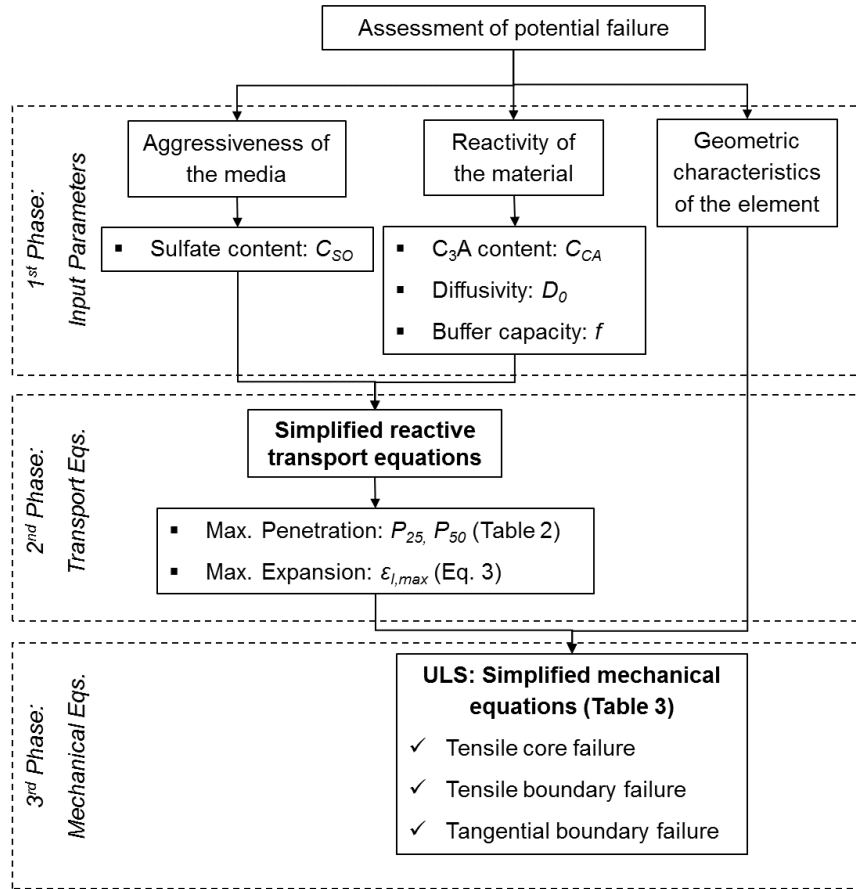 Assessment of potential failure
1st Phase:
Input Parameters
Aggressiveness of
the media
Reactivity of
the material
Geometric
characteristics
of the element
▪ Sulfate content: CSO
▪ C3A content: CCA
▪ Diffusivity: D0
▪ Buffer capacity: f
2nd Phase:
Transport Eqs.
Simplified reactive
transport equations
▪ Max. Penetration: P25, P50 (Table 2)
▪ Max. Expansion: εl,max (Eq. 3)
3rd Phase:
Mechanical Eqs.
ULS: Simplified mechanical
equations (Table 3)
✓ Tensile core failure
✓ Tensile boundary failure
✓ Tangential boundary failure